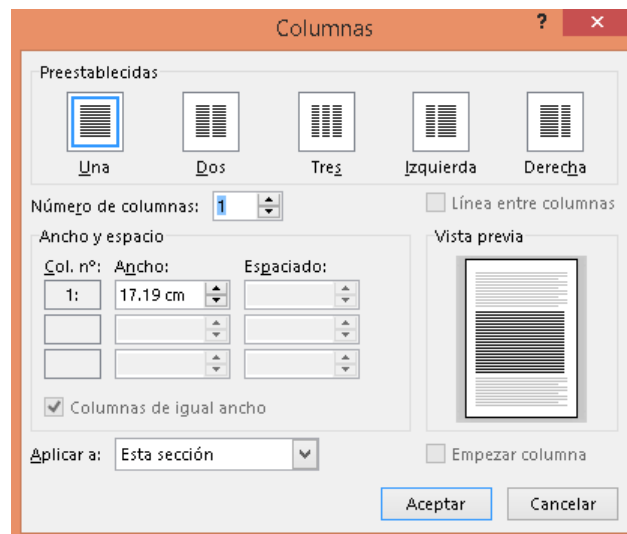 Columnas ? ×
Preestablecidas
Una Dos Tres Izquierda Derecha
Número de columnas: 1 Línea entre columnas
Ancho y espacio Vista previa
Col. nº: Ancho: Espaciado:
1: 17.19 cm
Columnas de igual ancho
Aplicar a: Esta sección Empezar columna
Aceptar Cancelar